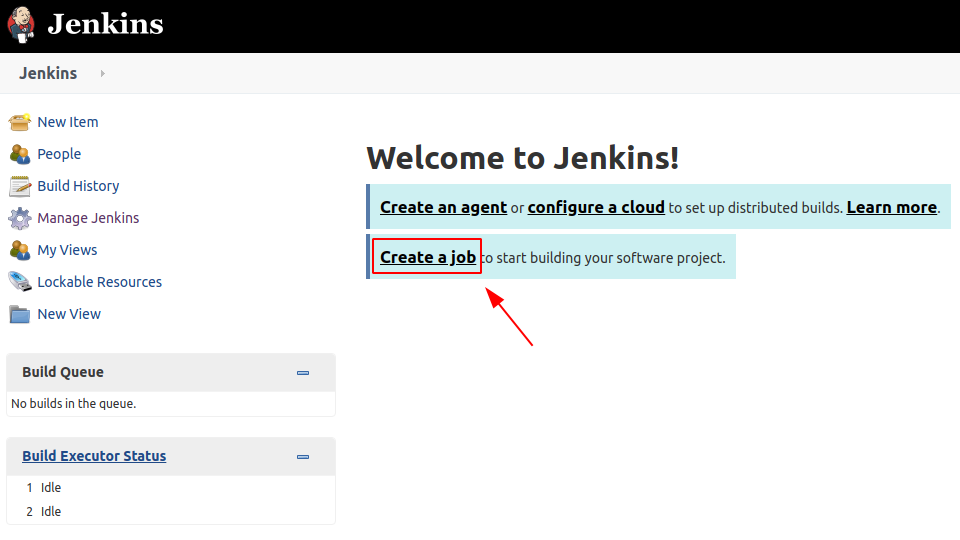 Jenkins
Jenkins
New Item
People
Build History
Manage Jenkins
My Views
Lockable Resources
New View
Build Queue
No builds in the queue.
Build Executor Status
1 Idle
2 Idle
Welcome to Jenkins!
Create an agent or configure a cloud to set up distributed builds. Learn more.
Create a job to start building your software project.